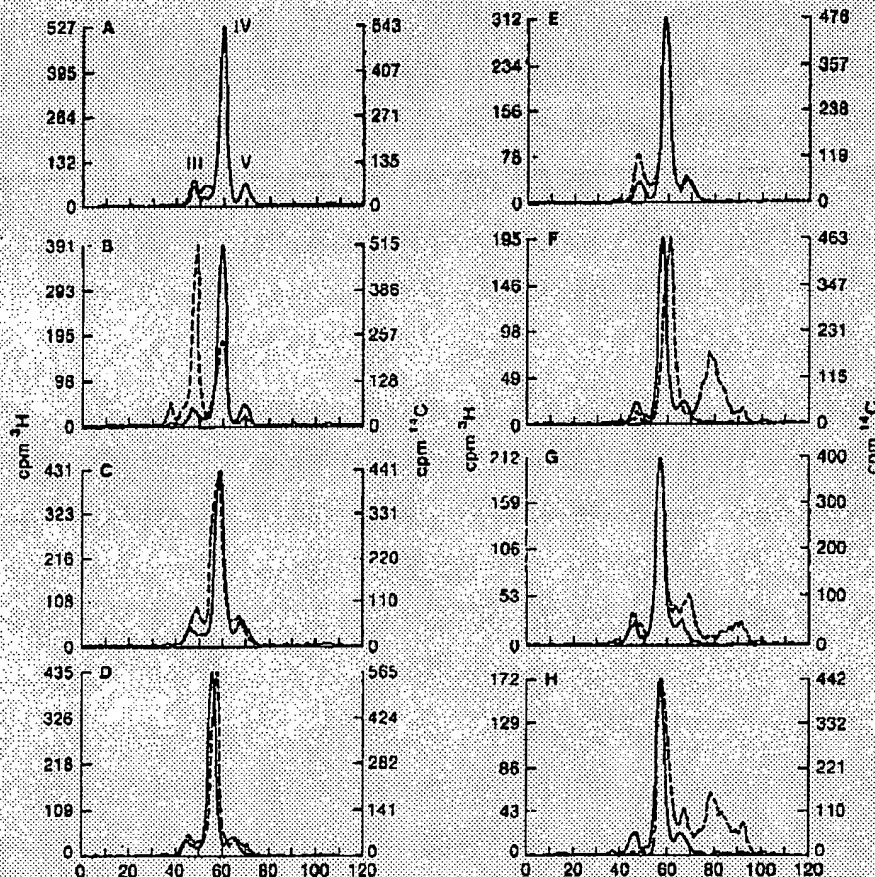 527 A IV 543
395 407
264 271
132 III V 135
0 0
391 B 515
293 386
195 257
98 128
0 0
cpm ³H
cpm ¹⁴C
431 C 441
323 331
216 220
108 110
0 0
435 D 565
326 424
218 282
109 141
0 0
0 20 40 60 80 100 120
312 E 476
234 357
156 238
78 119
0 0
195 F 463
146 347
98 231
49 115
0 0
cpm ³H
cpm ¹⁴C
212 G 400
159 300
106 200
53 100
0 0
172 H 442
129 332
86 221
43 110
0 0
0 20 40 60 80 100 120